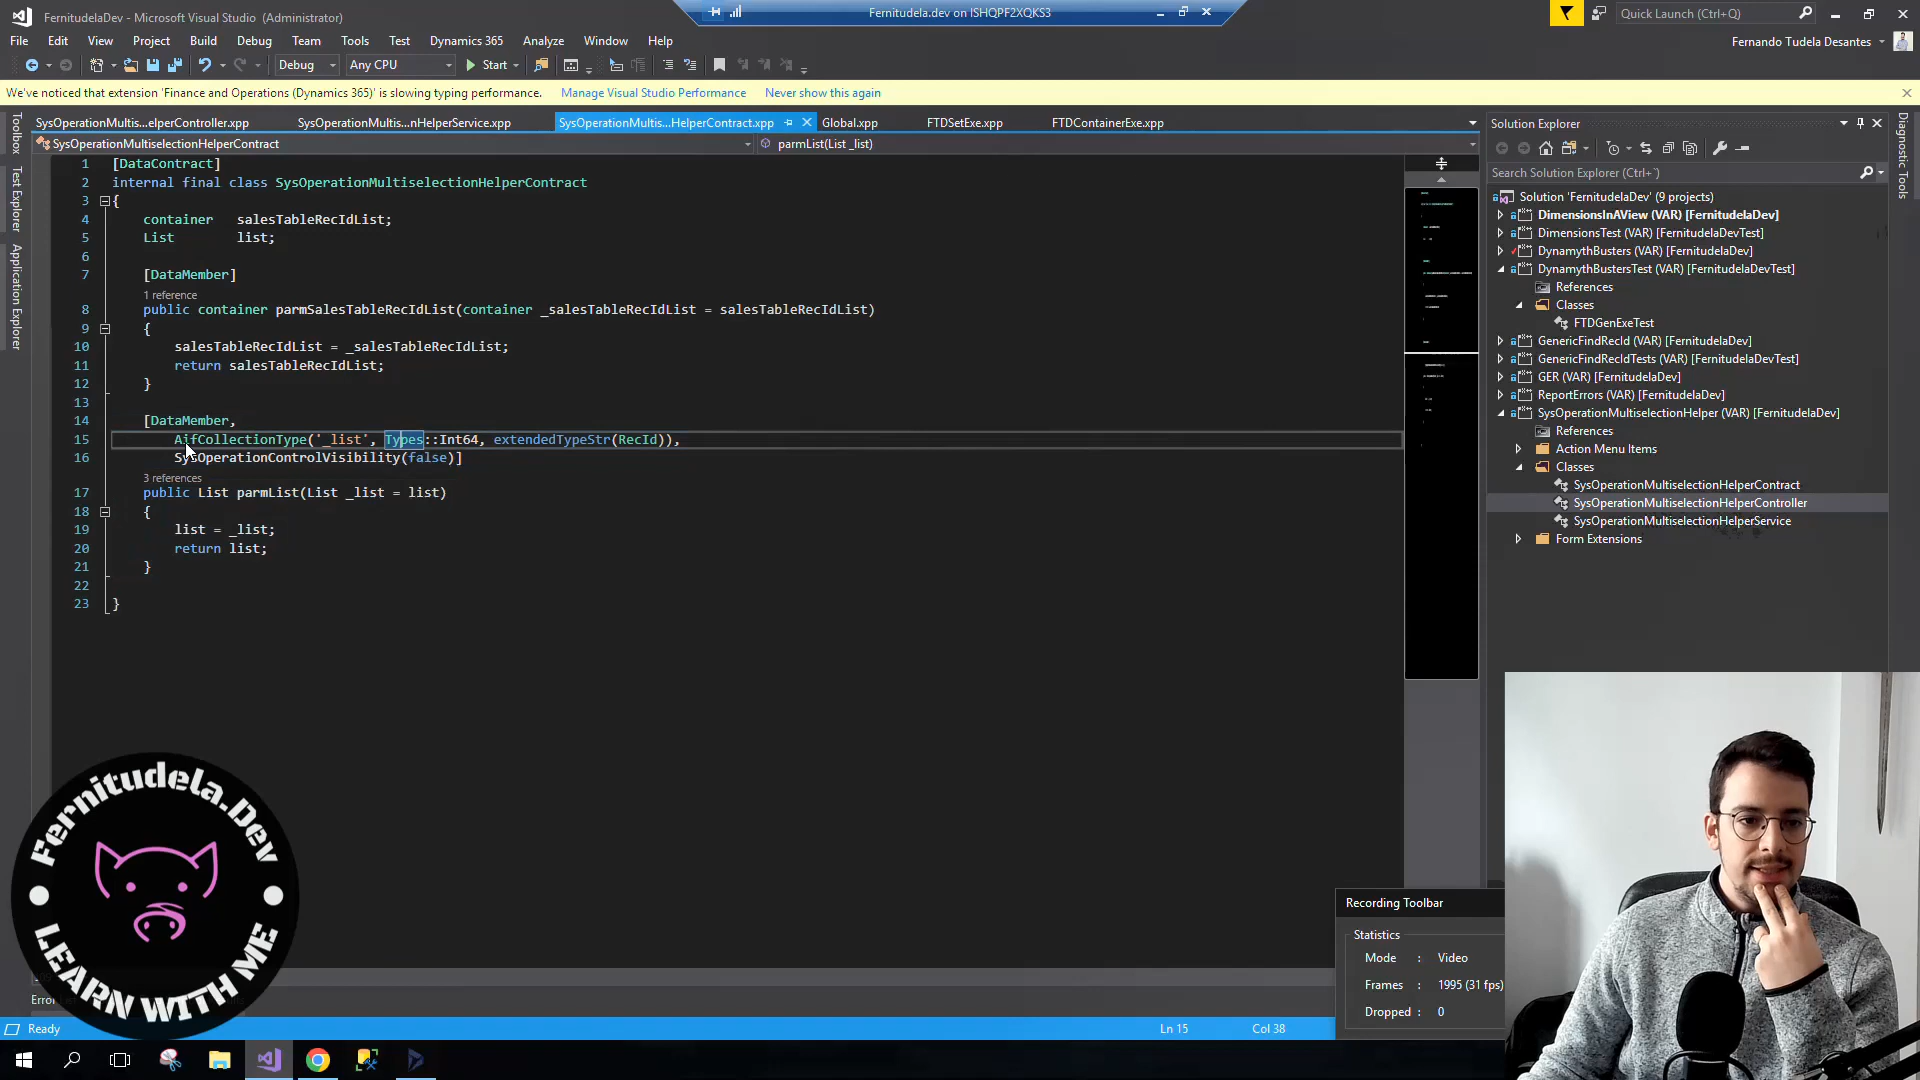 FernitudelaDev - Microsoft Visual Studio (Administrator)
Fernitudela.dev on ISHQPF2XQKS3
Quick Launch (Ctrl+Q)
File Edit View Project Build Debug Team Tools Test Dynamics 365 Analyze Window Help
Fernando Tudela Desantes
Debug Any CPU Start
We've noticed that extension 'Finance and Operations (Dynamics 365)' is slowing typing performance. Manage Visual Studio Performance Never show this again
Toolbox
Test Explorer
Application Explorer
SysOperationMultis...elperController.xpp SysOperationMultis...nHelperService.xpp SysOperationMultis...HelperContract.xpp Global.xpp FTDSetExe.xpp FTDContainerExe.xpp
SysOperationMultiselectionHelperContract parmList(List _list)
1 [DataContract]
2 internal final class SysOperationMultiselectionHelperContract
3 {
4 container salesTableRecIdList;
5 List list;
6
7 [DataMember]
1 reference
8 public container parmSalesTableRecIdList(container _salesTableRecIdList = salesTableRecIdList)
9 {
10 salesTableRecIdList = _salesTableRecIdList;
11 return salesTableRecIdList;
12 }
13
14 [DataMember,
15 AifCollectionType('_list', Types::Int64, extendedTypeStr(RecId)),
16 SysOperationControlVisibility(false)]
3 references
17 public List parmList(List _list = list)
18 {
19 list = _list;
20 return list;
21 }
22
23 }
Solution Explorer
Search Solution Explorer (Ctrl+`)
Solution 'FernitudelaDev' (9 projects)
DimensionsInAView (VAR) [FernitudelaDev]
DimensionsTest (VAR) [FernitudelaDevTest]
DynamythBusters (VAR) [FernitudelaDev]
DynamythBustersTest (VAR) [FernitudelaDevTest]
References
Classes
FTDGenExeTest
GenericFindRecId (VAR) [FernitudelaDev]
GenericFindRecIdTests (VAR) [FernitudelaDevTest]
GER (VAR) [FernitudelaDev]
ReportErrors (VAR) [FernitudelaDev]
SysOperationMultiselectionHelper (VAR) [FernitudelaDev]
References
Action Menu Items
Classes
SysOperationMultiselectionHelperContract
SysOperationMultiselectionHelperController
SysOperationMultiselectionHelperService
Form Extensions
Diagnostic Tools
Fernitudela.Dev
LEARN WITH ME
Recording Toolbar
Statistics
Mode : Video
Frames : 1995 (31 fps)
Dropped : 0
Ready Ln 15 Col 38